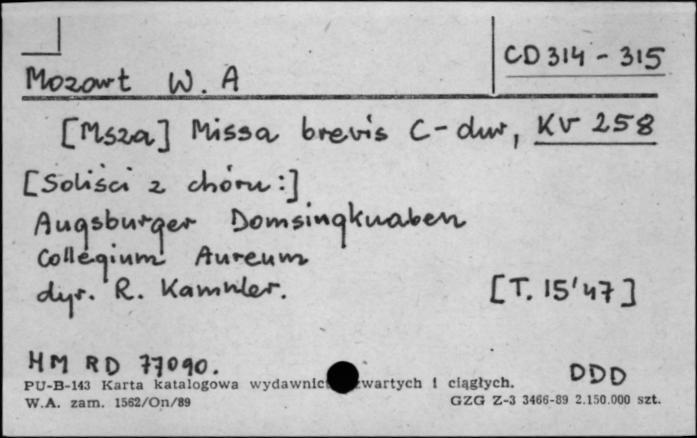 CD 314 - 315
Mozart W. A
[Msza] Missa brevis C-dur, KV 258
[Soliści z chóru:]
Augsburger Domsingknaben
Collegium Aureum
dyr. R. Kammler. [T. 15'47]
HM RD 77090. DDD
PU-B-143 Karta katalogowa wydawnic zwartych i ciągłych.
W.A. zam. 1562/On/89 GZG Z-3 3466-89 2.150.000 szt.